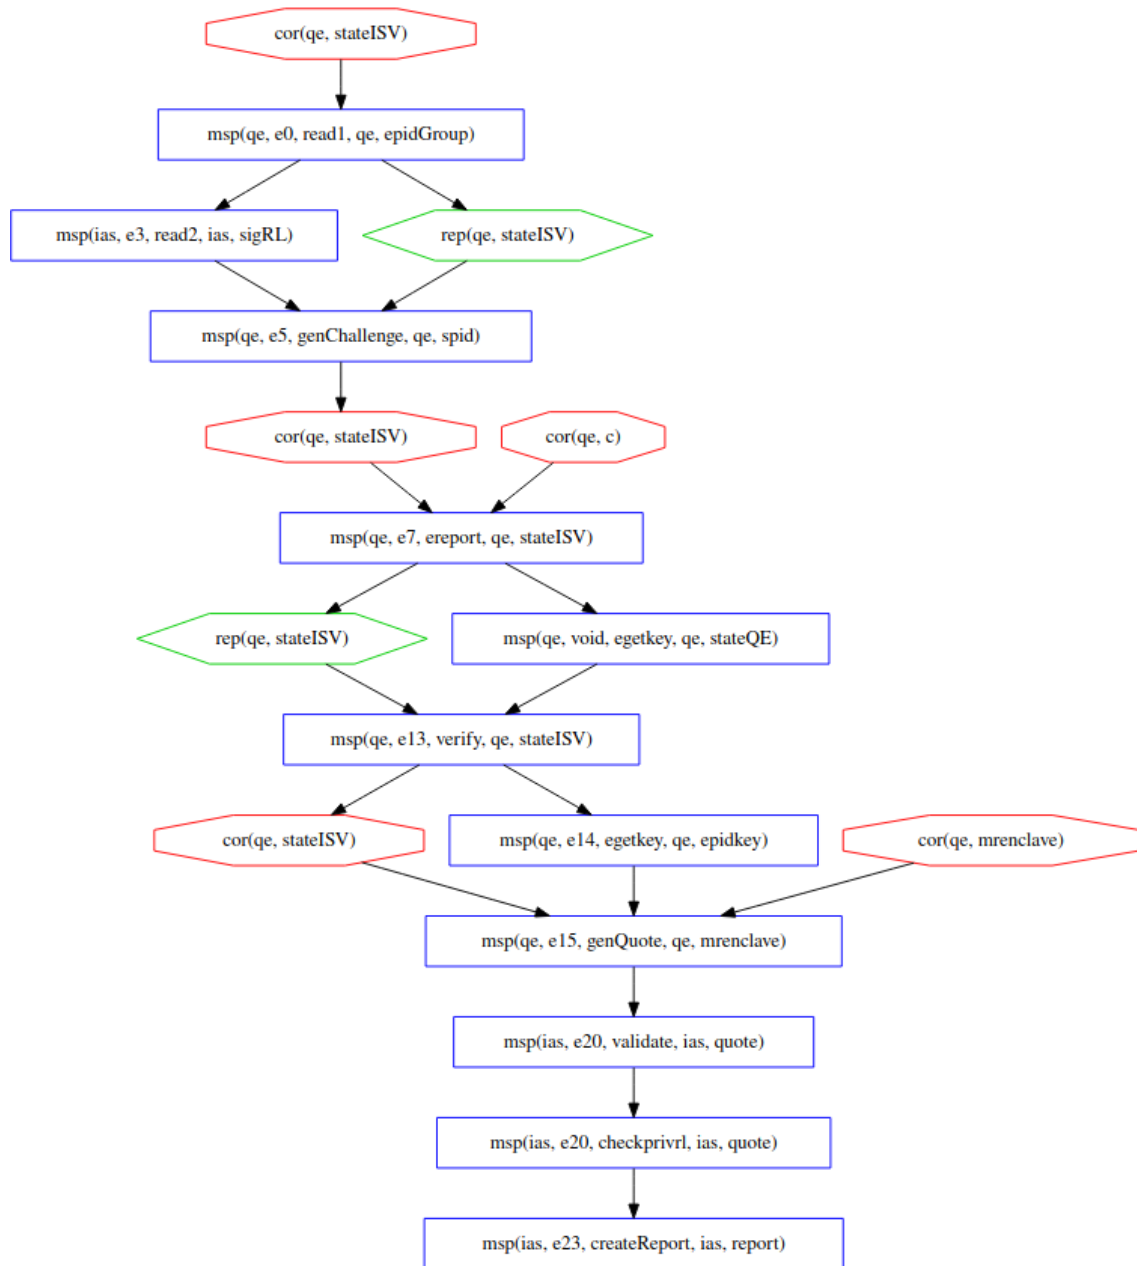 cor(qe, stateISV)
msp(qe, e0, read1, qe, epidGroup)
msp(ias, e3, read2, ias, sigRL)
rep(qe, stateISV)
msp(qe, e5, genChallenge, qe, spid)
cor(qe, stateISV)
cor(qe, c)
msp(qe, e7, ereport, qe, stateISV)
rep(qe, stateISV)
msp(qe, void, egetkey, qe, stateQE)
msp(qe, e13, verify, qe, stateISV)
cor(qe, stateISV)
msp(qe, e14, egetkey, qe, epidkey)
cor(qe, mrenclave)
msp(qe, e15, genQuote, qe, mrenclave)
msp(ias, e20, validate, ias, quote)
msp(ias, e20, checkprivrl, ias, quote)
msp(ias, e23, createReport, ias, report)